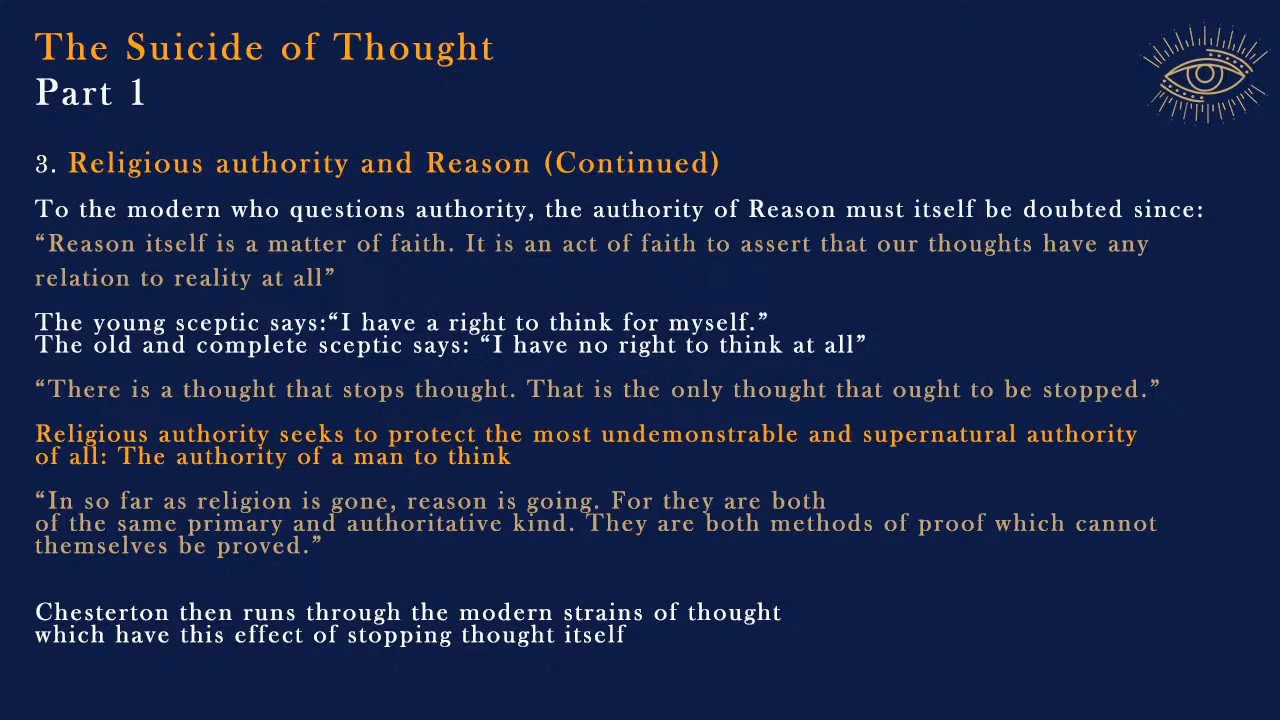 The Suicide of Thought
Part 1
3. Religious authority and Reason (Continued)
To the modern who questions authority, the authority of Reason must itself be doubted since:
“Reason itself is a matter of faith. It is an act of faith to assert that our thoughts have any
relation to reality at all”
The young sceptic says:“I have a right to think for myself.”
The old and complete sceptic says: “I have no right to think at all”
“There is a thought that stops thought. That is the only thought that ought to be stopped.”
Religious authority seeks to protect the most undemonstrable and supernatural authority
of all: The authority of a man to think
“In so far as religion is gone, reason is going. For they are both
of the same primary and authoritative kind. They are both methods of proof which cannot
themselves be proved.”
Chesterton then runs through the modern strains of thought
which have this effect of stopping thought itself